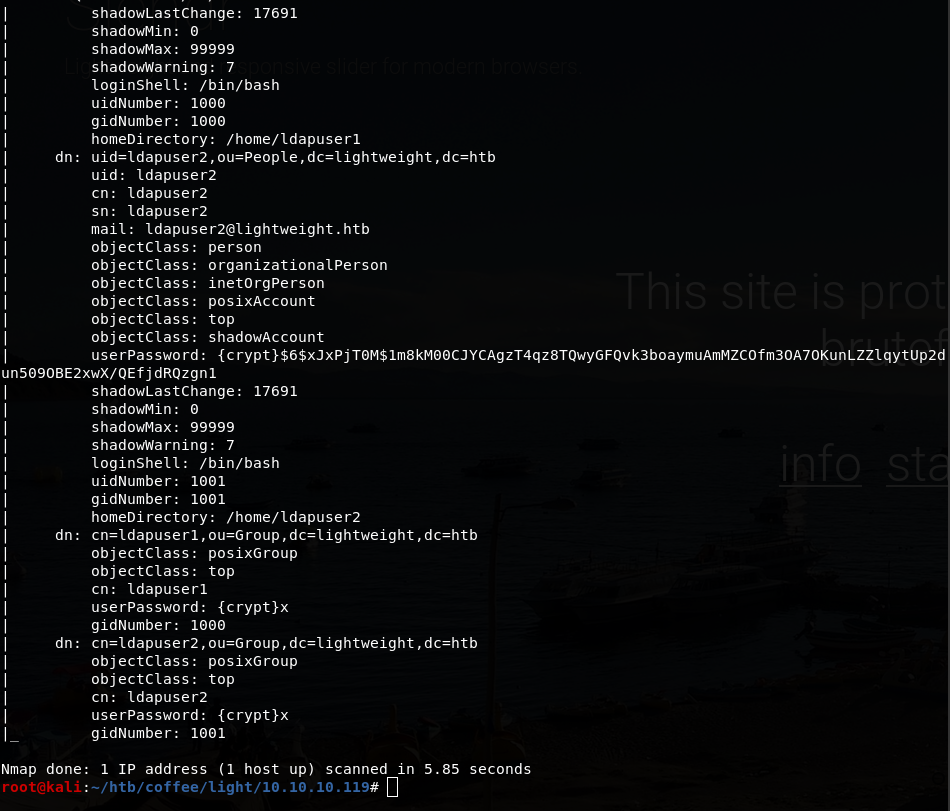 |         shadowLastChange: 17691
|         shadowMin: 0
|         shadowMax: 99999
|         shadowWarning: 7
|         loginShell: /bin/bash
|         uidNumber: 1000
|         gidNumber: 1000
|         homeDirectory: /home/ldapuser1
|     dn: uid=ldapuser2,ou=People,dc=lightweight,dc=htb
|         uid: ldapuser2
|         cn: ldapuser2
|         sn: ldapuser2
|         mail: ldapuser2@lightweight.htb
|         objectClass: person
|         objectClass: organizationalPerson
|         objectClass: inetOrgPerson
|         objectClass: posixAccount
|         objectClass: top
|         objectClass: shadowAccount
|         userPassword: {crypt}$6$xJxPjT0M$1m8kM00CJYCAgzT4qz8TQwyGFQvk3boaymuAmMZCOfm3OA7OKunLZZlqytUp2d
un509OBE2xwX/QEfjdRQzgn1
|         shadowLastChange: 17691
|         shadowMin: 0
|         shadowMax: 99999
|         shadowWarning: 7
|         loginShell: /bin/bash
|         uidNumber: 1001
|         gidNumber: 1001
|         homeDirectory: /home/ldapuser2
|     dn: cn=ldapuser1,ou=Group,dc=lightweight,dc=htb
|         objectClass: posixGroup
|         objectClass: top
|         cn: ldapuser1
|         userPassword: {crypt}x
|         gidNumber: 1000
|     dn: cn=ldapuser2,ou=Group,dc=lightweight,dc=htb
|         objectClass: posixGroup
|         objectClass: top
|         cn: ldapuser2
|         userPassword: {crypt}x
|_        gidNumber: 1001
Nmap done: 1 IP address (1 host up) scanned in 5.85 seconds
root@kali:~/htb/coffee/light/10.10.10.119#
responsive slider for modern browsers.
This site is prot
brutef
info sta